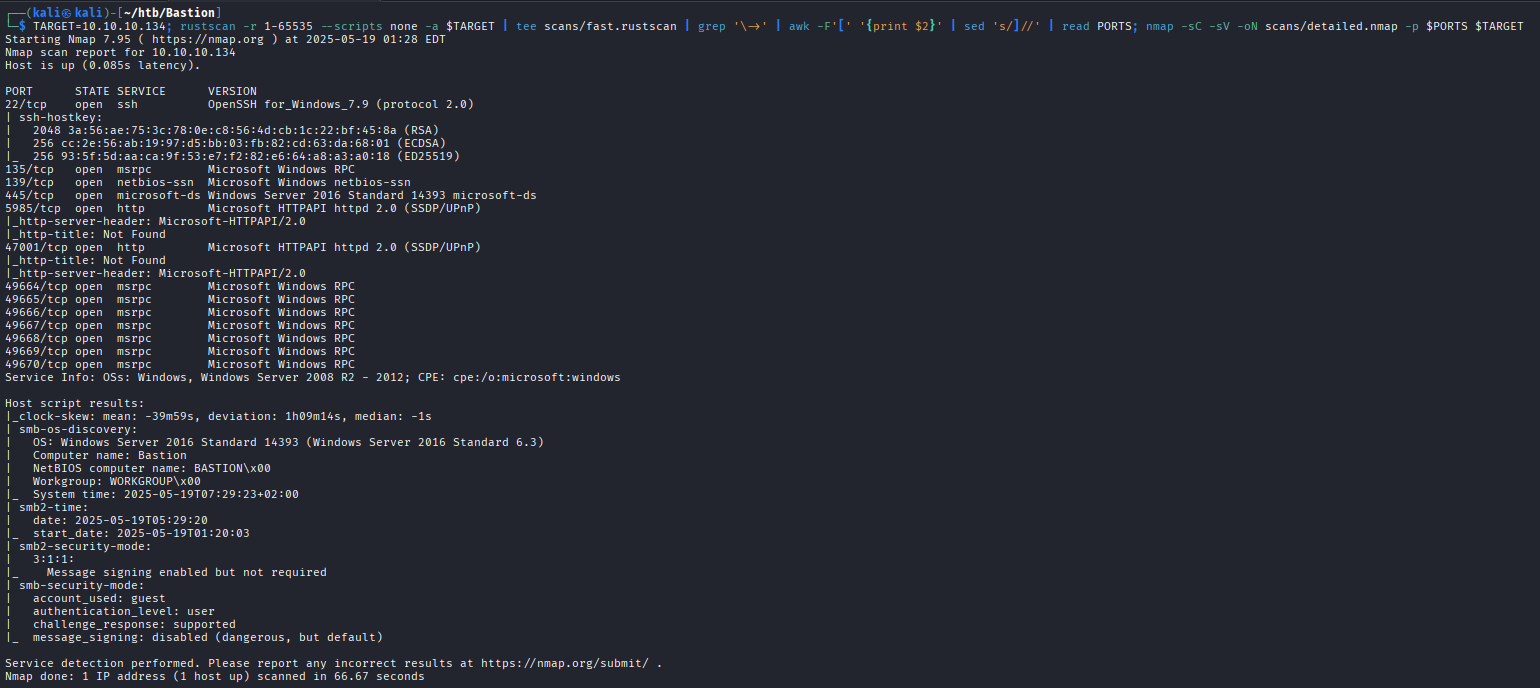 ┌──(kali㉿kali)-[~/htb/Bastion]
└─$ TARGET=10.10.10.134; rustscan -r 1-65535 --scripts none -a $TARGET | tee scans/fast.rustscan | grep '\->' | awk -F'[' '{print $2}' | sed 's/]//' | read PORTS; nmap -sC -sV -oN scans/detailed.nmap -p $PORTS $TARGET
Starting Nmap 7.95 ( https://nmap.org ) at 2025-05-19 01:28 EDT
Nmap scan report for 10.10.10.134
Host is up (0.085s latency).

PORT      STATE SERVICE      VERSION
22/tcp    open  ssh          OpenSSH for_Windows_7.9 (protocol 2.0)
| ssh-hostkey:
|   2048 3a:56:ae:75:3c:78:0e:c8:56:4d:cb:1c:22:bf:45:8a (RSA)
|   256 cc:2e:56:ab:19:97:d5:bb:03:fb:82:cd:63:da:68:01 (ECDSA)
|_  256 93:5f:5d:aa:ca:9f:53:e7:f2:82:e6:64:a8:a3:a0:18 (ED25519)
135/tcp   open  msrpc        Microsoft Windows RPC
139/tcp   open  netbios-ssn  Microsoft Windows netbios-ssn
445/tcp   open  microsoft-ds Windows Server 2016 Standard 14393 microsoft-ds
5985/tcp  open  http         Microsoft HTTPAPI httpd 2.0 (SSDP/UPnP)
|_http-server-header: Microsoft-HTTPAPI/2.0
|_http-title: Not Found
47001/tcp open  http         Microsoft HTTPAPI httpd 2.0 (SSDP/UPnP)
|_http-title: Not Found
|_http-server-header: Microsoft-HTTPAPI/2.0
49664/tcp open  msrpc        Microsoft Windows RPC
49665/tcp open  msrpc        Microsoft Windows RPC
49666/tcp open  msrpc        Microsoft Windows RPC
49667/tcp open  msrpc        Microsoft Windows RPC
49668/tcp open  msrpc        Microsoft Windows RPC
49669/tcp open  msrpc        Microsoft Windows RPC
49670/tcp open  msrpc        Microsoft Windows RPC
Service Info: OSs: Windows, Windows Server 2008 R2 - 2012; CPE: cpe:/o:microsoft:windows

Host script results:
|_clock-skew: mean: -39m59s, deviation: 1h09m14s, median: -1s
| smb-os-discovery:
|   OS: Windows Server 2016 Standard 14393 (Windows Server 2016 Standard 6.3)
|   Computer name: Bastion
|   NetBIOS computer name: BASTION\x00
|   Workgroup: WORKGROUP\x00
|_  System time: 2025-05-19T07:29:23+02:00
| smb2-time:
|   date: 2025-05-19T05:29:20
|_  start_date: 2025-05-19T01:20:03
| smb2-security-mode:
|   3:1:1:
|_    Message signing enabled but not required
| smb-security-mode:
|   account_used: guest
|   authentication_level: user
|   challenge_response: supported
|_  message_signing: disabled (dangerous, but default)

Service detection performed. Please report any incorrect results at https://nmap.org/submit/ .
Nmap done: 1 IP address (1 host up) scanned in 66.67 seconds